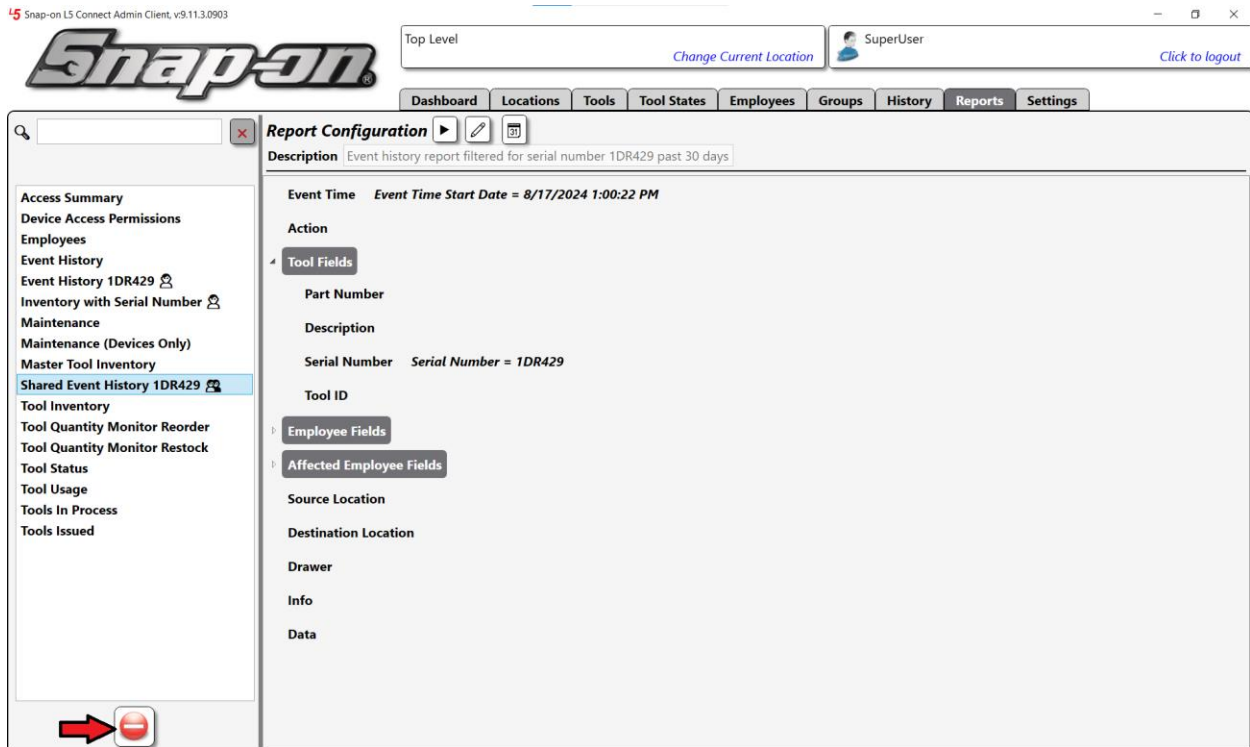 L5 Snap-on L5 Connect Admin Client, v:9.11.3.0903
Snap-on®
Top Level
Change Current Location
SuperUser
Click to logout
Dashboard Locations Tools Tool States Employees Groups History Reports Settings
Report Configuration
31
Description Event history report filtered for serial number 1DR429 past 30 days
Access Summary
Device Access Permissions
Employees
Event History
Event History 1DR429
Inventory with Serial Number
Maintenance
Maintenance (Devices Only)
Master Tool Inventory
Shared Event History 1DR429
Tool Inventory
Tool Quantity Monitor Reorder
Tool Quantity Monitor Restock
Tool Status
Tool Usage
Tools In Process
Tools Issued
Event Time Event Time Start Date = 8/17/2024 1:00:22 PM
Action
Tool Fields
Part Number
Description
Serial Number Serial Number = 1DR429
Tool ID
Employee Fields
Affected Employee Fields
Source Location
Destination Location
Drawer
Info
Data